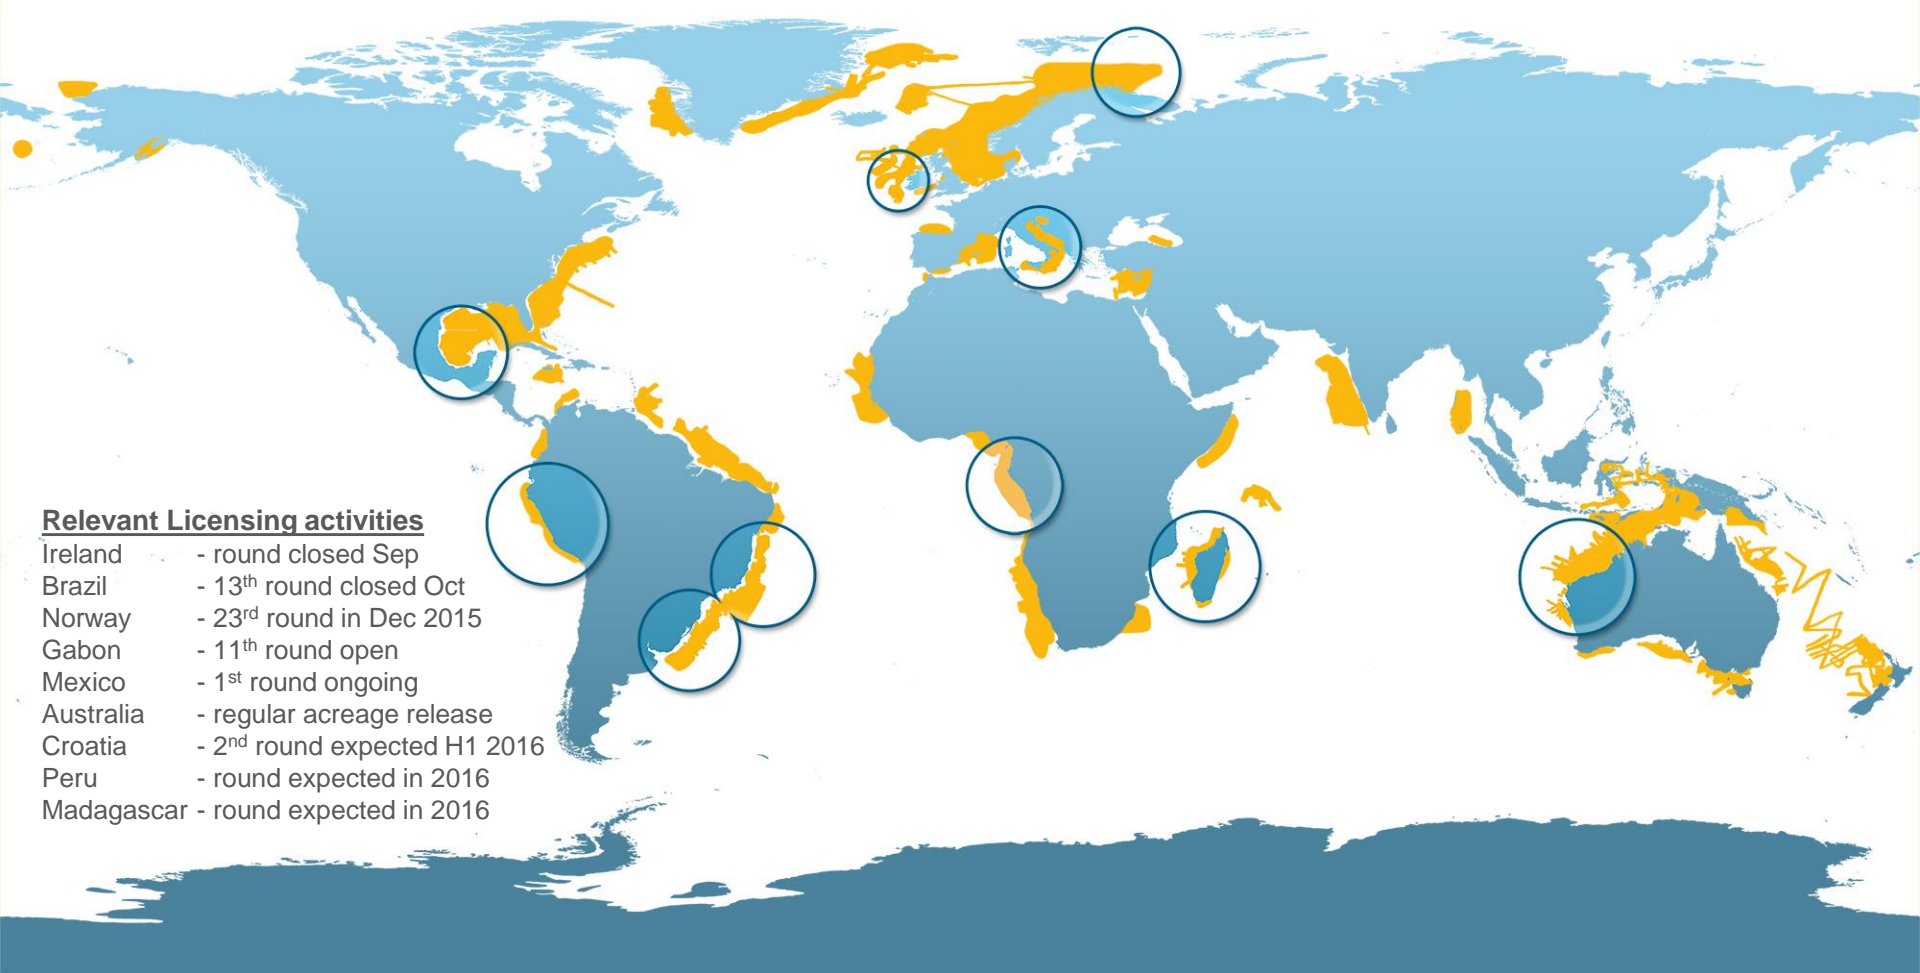 Relevant Licensing activities
Ireland - round closed Sep
Brazil - 13th round closed Oct
Norway - 23rd round in Dec 2015
Gabon - 11th round open
Mexico - 1st round ongoing
Australia - regular acreage release
Croatia - 2nd round expected H1 2016
Peru - round expected in 2016
Madagascar - round expected in 2016